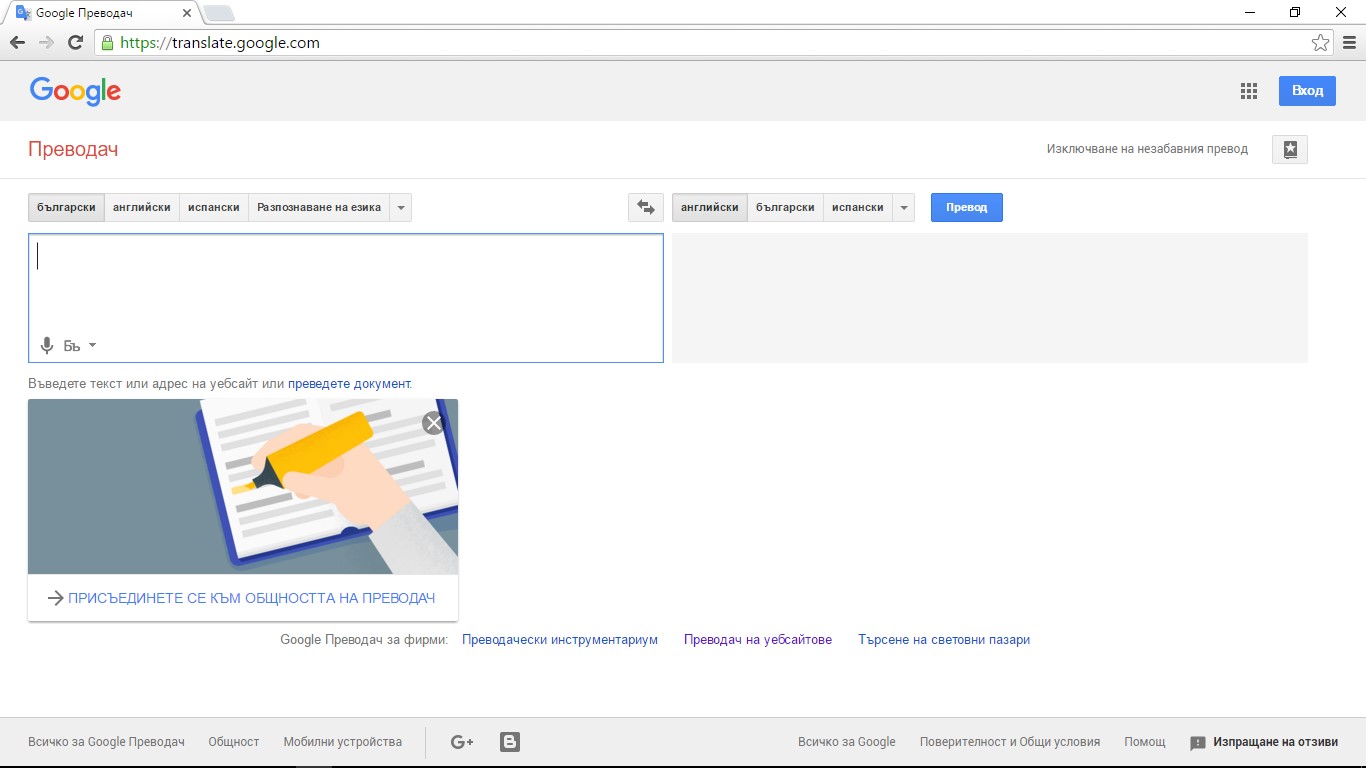 Google Преводач
https://translate.google.com
Google
Вход
Преводач
Изключване на незабавния превод
български английски испански Разпознаване на езика
английски български испански Превод
Бъ
Въведете текст или адрес на уебсайт или преведете документ.
ПРИСЪЕДИНЕТЕ СЕ КЪМ ОБЩНОСТТА НА ПРЕВОДАЧ
Google Преводач за фирми: Преводачески инструментариум Преводач на уебсайтове Търсене на световни пазари
Всичко за Google Преводач Общност Мобилни устройства G+ B Всичко за Google Поверителност и Общи условия Помощ Изпращане на отзиви